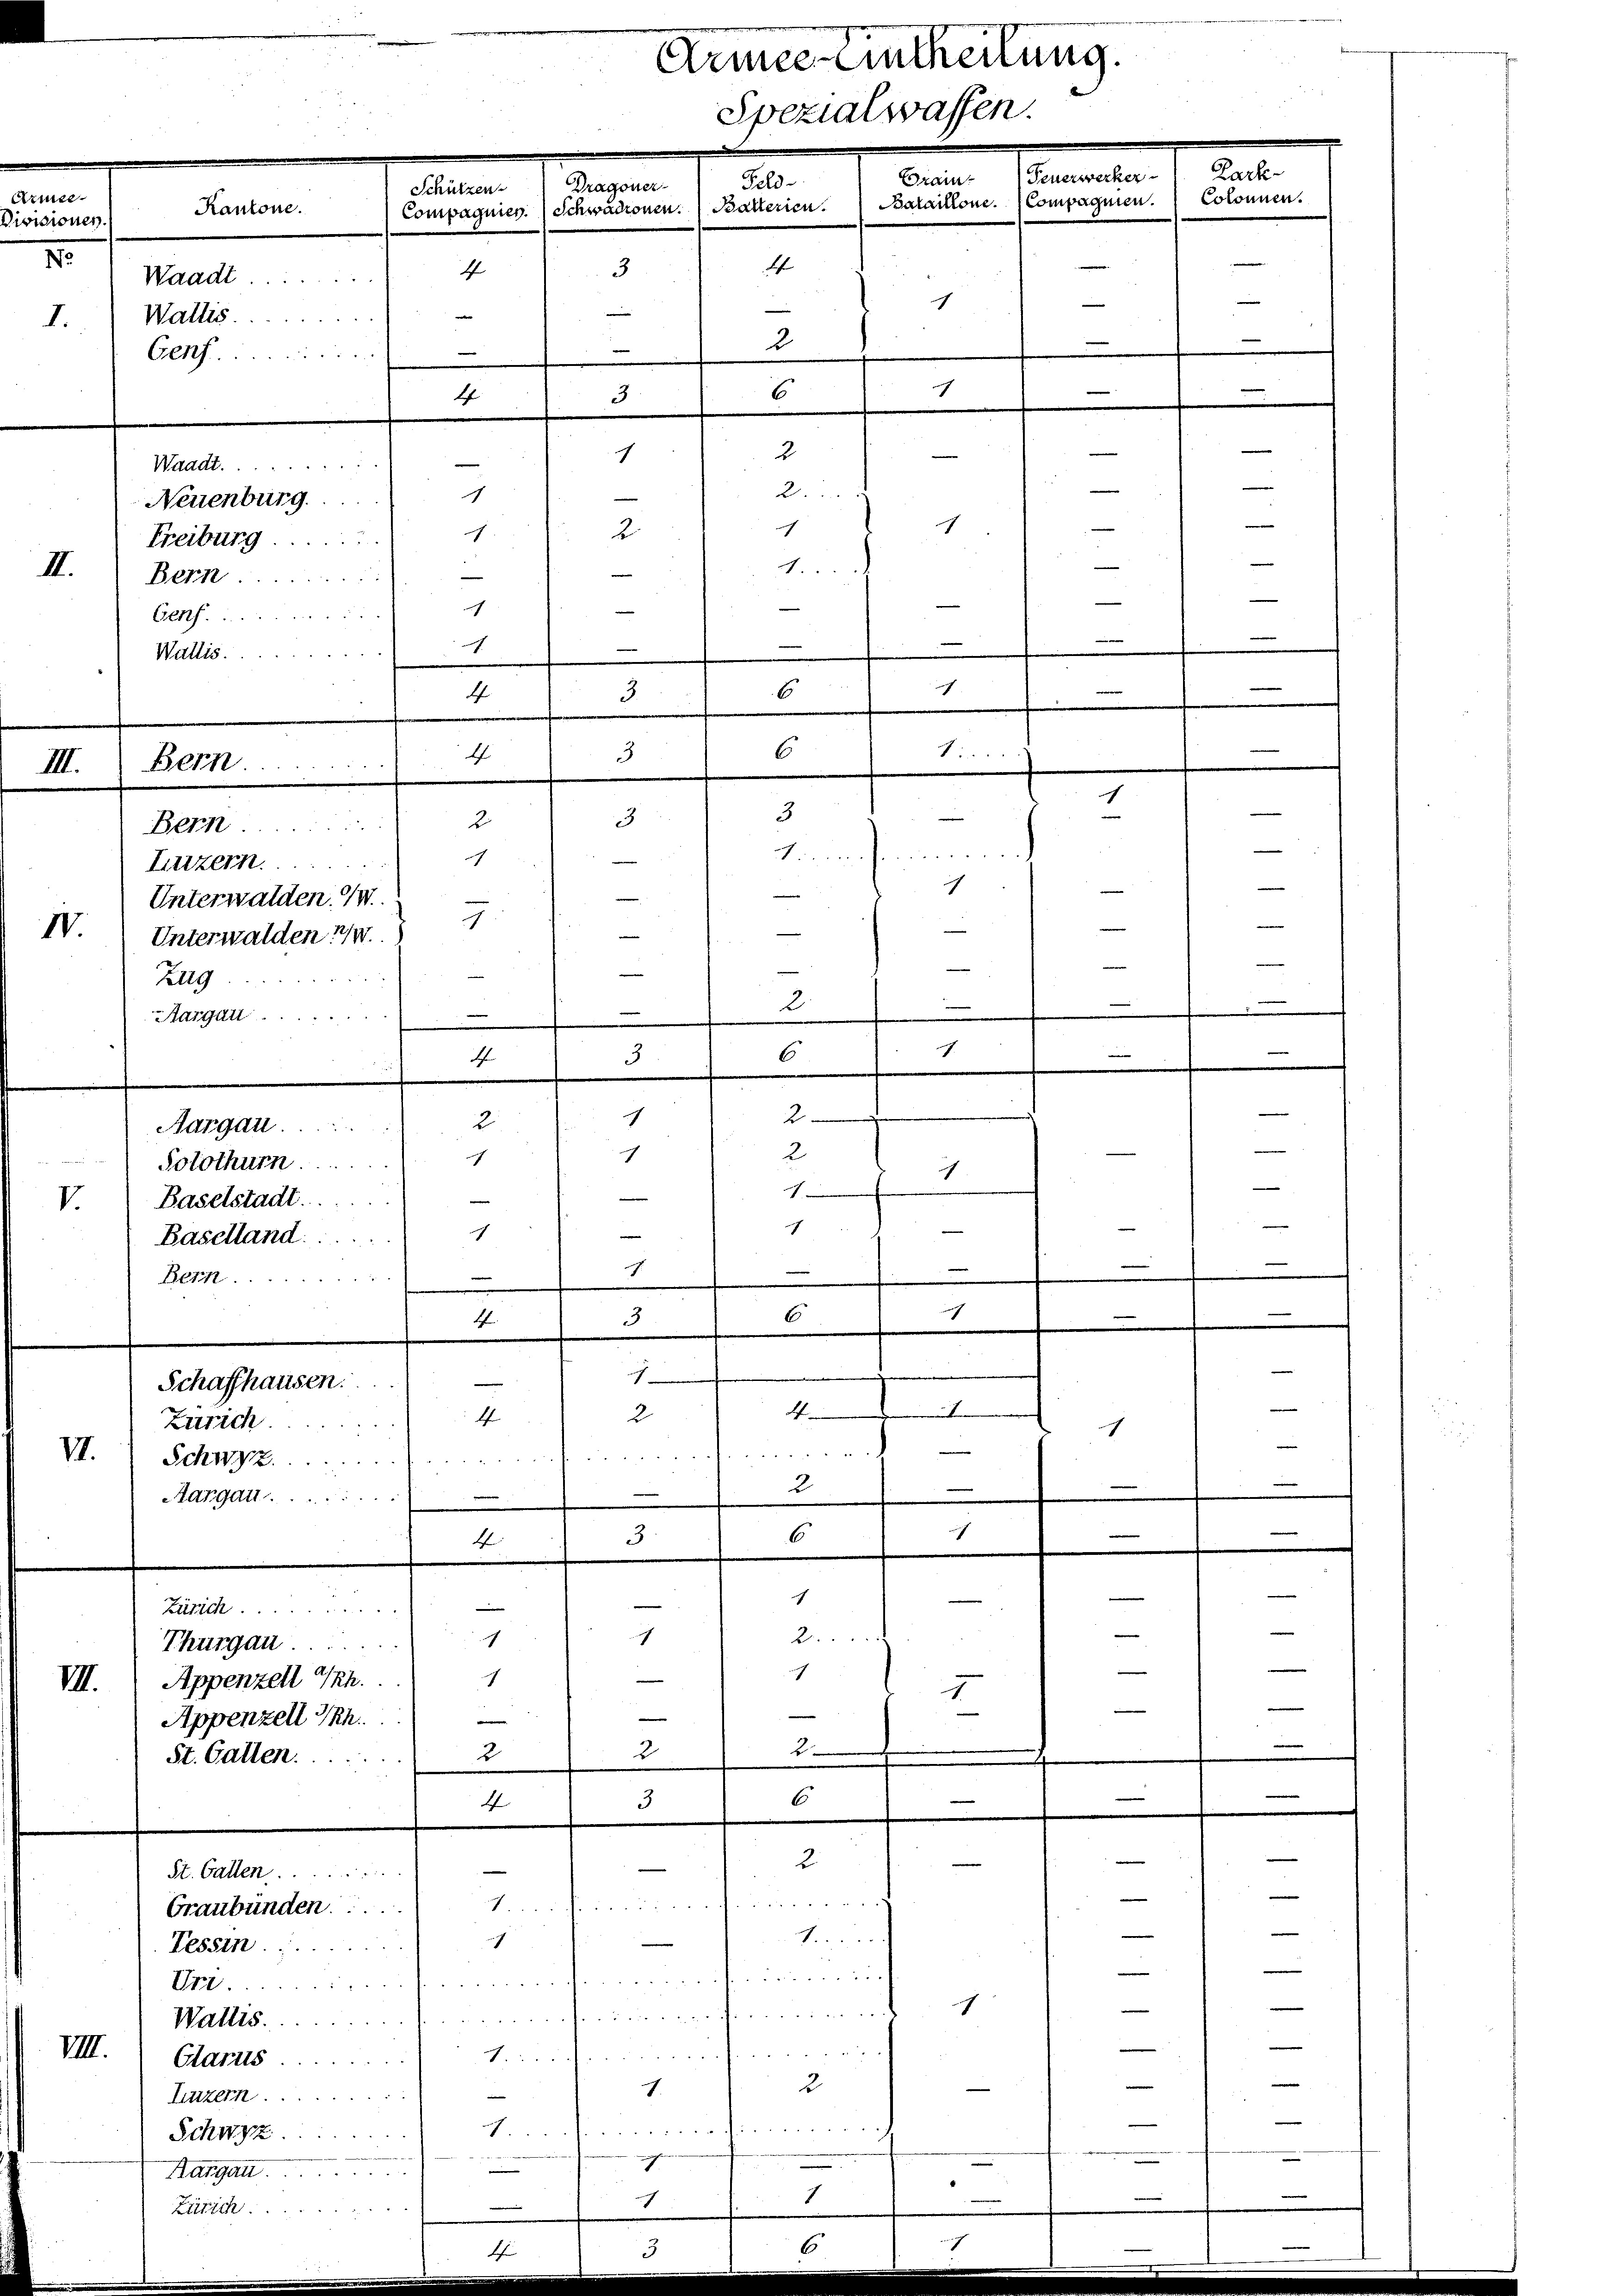 Armee-Eintheilung.
Spezialwaffen.
Armee-Divisionen. Kantone. Schützen-Compagnien. Dragoner-Schwadronen. Feld-Batterien. Train-Bataillone. Feuerwerker-Compagnien. Park-Colonnen.
No
Waadt ........ 4 3 4 — —
I. Wallis ......... — — — 1 — —
Genf ........... — — 2 — —
4 3 6 1 — —
Waadt .......... — 1 2 — — —
Neuenburg ..... 1 — 2 .... — —
Freiburg ...... 1 2 1 1 — —
II. Bern ......... — — 1 .... — —
Genf ........... 1 — — — — —
Wallis ......... 1 — — — — —
4 3 6 1 — —
III. Bern ......... 4 3 6 1 .... —
Bern ........ 2 3 3 — 1 —
Luzern ........ 1 — 1 ........ —
Unterwalden o/W. — — 1 — —
IV. Unterwalden n/W. 1 — — — — —
Zug .......... — — — — — —
Aargau ........ — — 2 — — —
4 3 6 1 — —
Aargau ...... 2 1 2 — —
Solothurn ...... 1 1 2 1 — —
V. Baselstadt ...... — — 1 — —
Baselland ...... 1 — 1 — — —
Bern ......... — 1 — — — —
4 3 6 1 — —
Schaffhausen ... — 1 — —
Zürich ........ 4 2 4 1 —
VI. Schwyz ........ — —
Aargau ........ — — 2 — — —
4 3 6 1 — —
Zürich .......... — — 1 — — —
Thurgau ....... 1 1 2 .... — —
VII. Appenzell a/Rh. .. 1 — 1 1 — —
Appenzell I/Rh. ... — — — — — —
St. Gallen ....... 2 2 2 — —
4 3 6 — — —
St. Gallen ........ — — 2 — — —
Graubünden ..... 1 ........ — —
Tessin ........ 1 — 1 .... — —
Uri ......... — —
Wallis ........ 1 — —
VIII. Glarus ........ 1 ........ — —
Luzern ........ — 1 2 — — —
Schwyz ........ 1 ........ — —
Aargau ......... — 1 — — — —
Zürich .......... — 1 1 — — —
4 3 6 1 — —